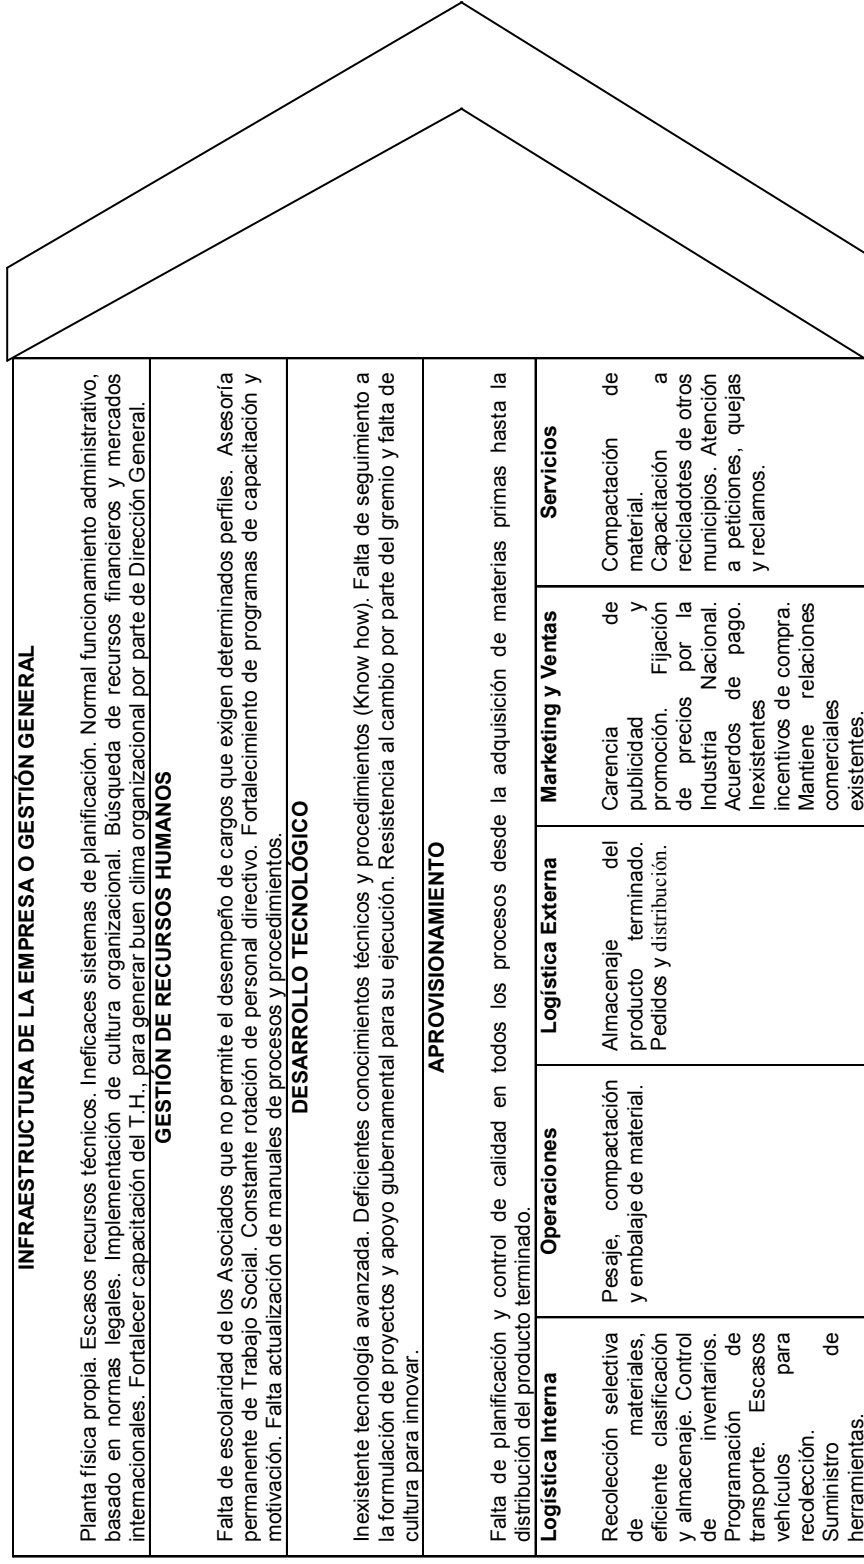 INFRAESTRUCTURA DE LA EMPRESA O GESTIÓN GENERAL
Planta física propia. Escasos recursos técnicos. Ineficaces sistemas de planificación. Normal funcionamiento administrativo,
basado en normas legales. Implementación de cultura organizacional. Búsqueda de recursos financieros y mercados
internacionales. Fortalecer capacitación del T.H., para generar buen clima organizacional por parte de Dirección General.
GESTIÓN DE RECURSOS HUMANOS
Falta de escolaridad de los Asociados que no permite el desempeño de cargos que exigen determinados perfiles. Asesoría
permanente de Trabajo Social. Constante rotación de personal directivo. Fortalecimiento de programas de capacitación y
motivación. Falta actualización de manuales de procesos y procedimientos.
DESARROLLO TECNOLÓGICO
Inexistente tecnología avanzada. Deficientes conocimientos técnicos y procedimientos (Know how). Falta de seguimiento a
la formulación de proyectos y apoyo gubernamental para su ejecución. Resistencia al cambio por parte del gremio y falta de
cultura para innovar.
APROVISIONAMIENTO
Falta de planificación y control de calidad en todos los procesos desde la adquisición de materias primas hasta la
distribución del producto terminado.
Logística Interna
Recolección selectiva
de materiales,
eficiente clasificación
y almacenaje. Control
de inventarios.
Programación de
transporte. Escasos
vehículos para
recolección.
Suministro de
herramientas.
Operaciones
Pesaje, compactación
y embalaje de material.
Logística Externa
Almacenaje del
producto terminado.
Pedidos y distribución.
Marketing y Ventas
Carencia de
publicidad y
promoción. Fijación
de precios por la
Industria Nacional.
Acuerdos de pago.
Inexistentes
incentivos de compra.
Mantiene relaciones
comerciales
existentes.
Servicios
Compactación de
material.
Capacitación a
recicladotes de otros
municipios. Atención
a peticiones, quejas
y reclamos.